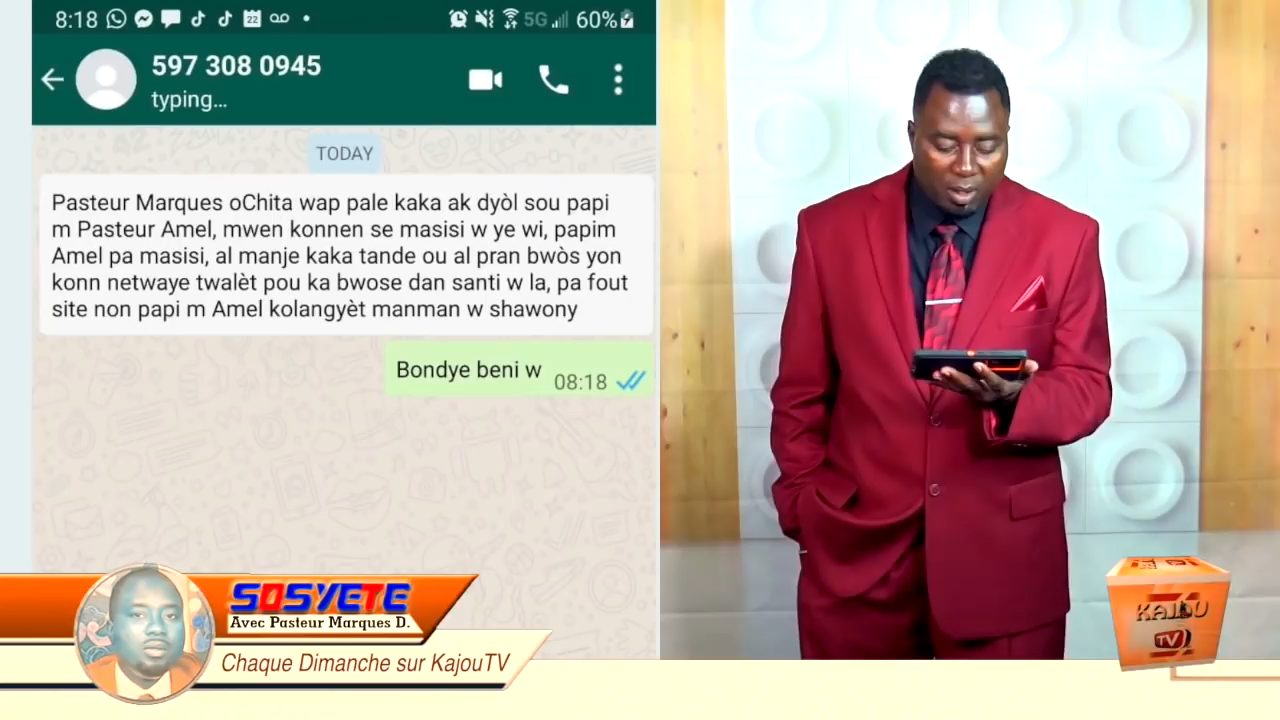 8:18
22
5G
60%
597 308 0945
typing...
TODAY
Pasteur Marques oChita wap pale kaka ak dyòl sou papi
m Pasteur Amel, mwen konnen se masisi w ye wi, papim
Amel pa masisi, al manje kaka tande ou al pran bwòs yon
konn netwaye twalèt pou ka bwose dan santi w la, pa fout
site non papi m Amel kolangyèt manman w shawony
Bondye beni w
08:18
SOSYETE
Avec Pasteur Marques D.
Chaque Dimanche sur KajouTV
KAJOU
TV